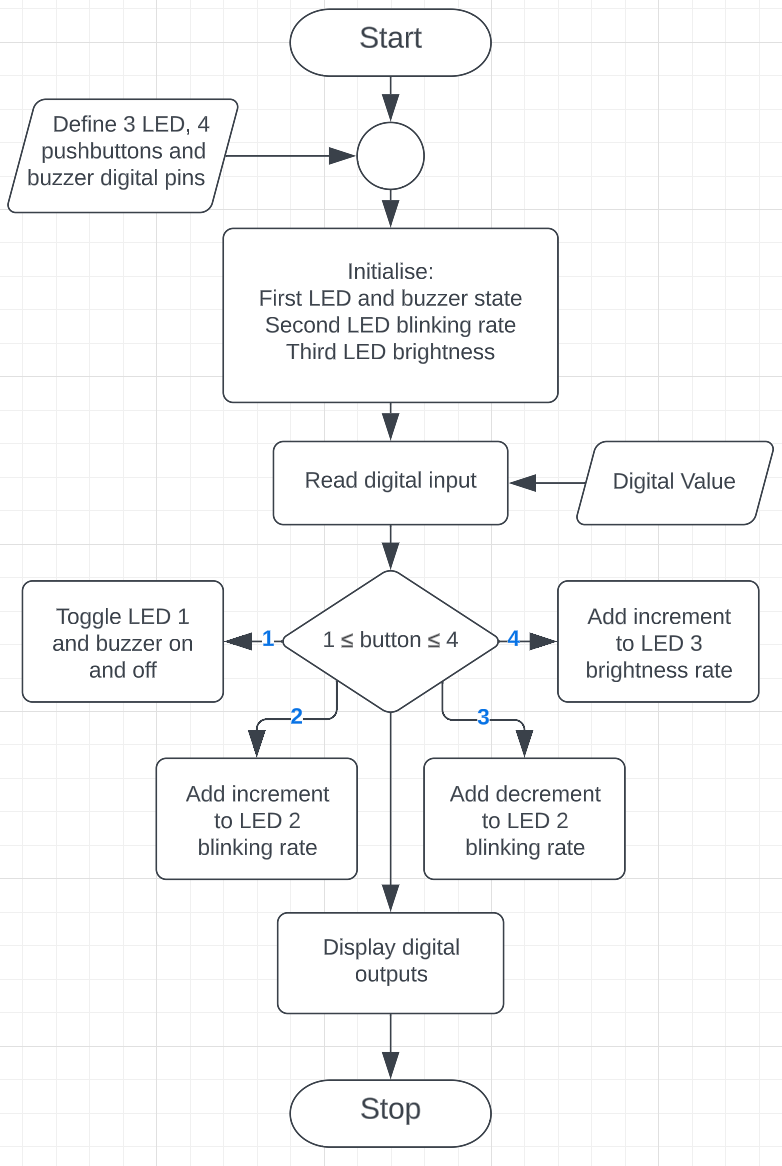 Start
Define 3 LED, 4
pushbuttons and
buzzer digital pins
Initialise:
First LED and buzzer state
Second LED blinking rate
Third LED brightness
Read digital input
Digital Value
Toggle LED 1
and buzzer on
and off
1
1 ≤ button ≤ 4
4
Add increment
to LED 3
brightness rate
2
3
Add increment
to LED 2
blinking rate
Add decrement
to LED 2
blinking rate
Display digital
outputs
Stop